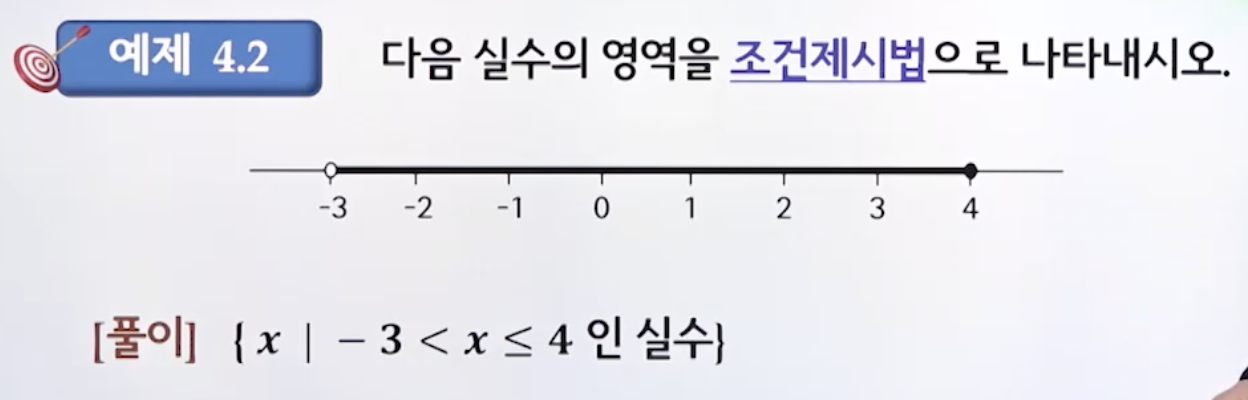 예제 4.2 다음 실수의 영역을 조건제시법으로 나타내시오.
-3 -2 -1 0 1 2 3 4
[풀이] { x | − 3 < x ≤ 4 인 실수}